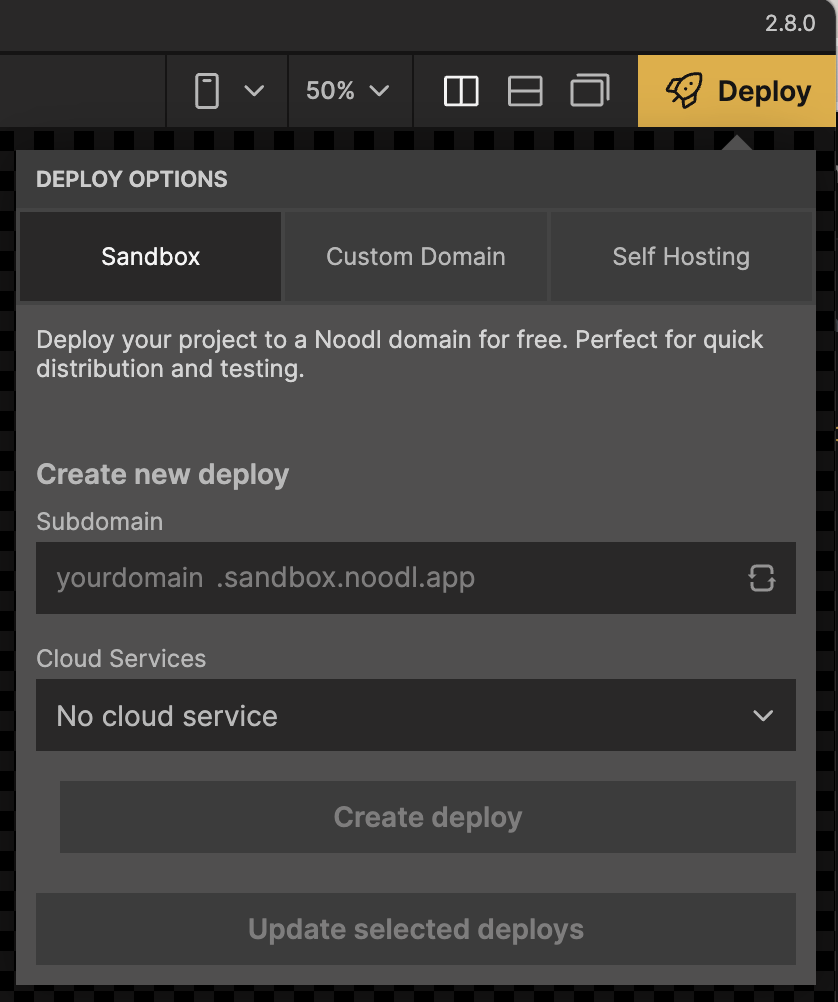 2.8.0
50%
Deploy
DEPLOY OPTIONS
Sandbox
Custom Domain
Self Hosting
Deploy your project to a Noodl domain for free. Perfect for quick
distribution and testing.
Create new deploy
Subdomain
yourdomain .sandbox.noodl.app
Cloud Services
No cloud service
Create deploy
Update selected deploys